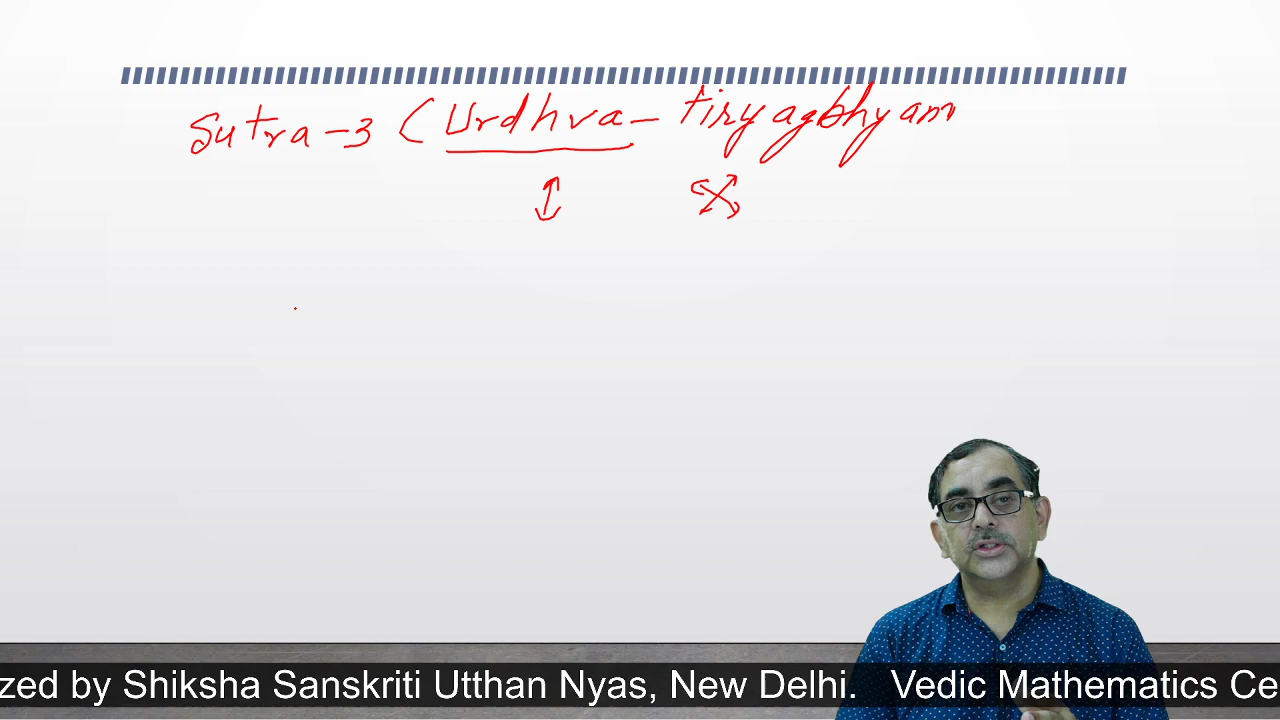 Sutra-3 (Urdhva-tiryagbhyam
zed by Shiksha Sanskriti Utthan Nyas, New Delhi. Vedic Mathematics Ce